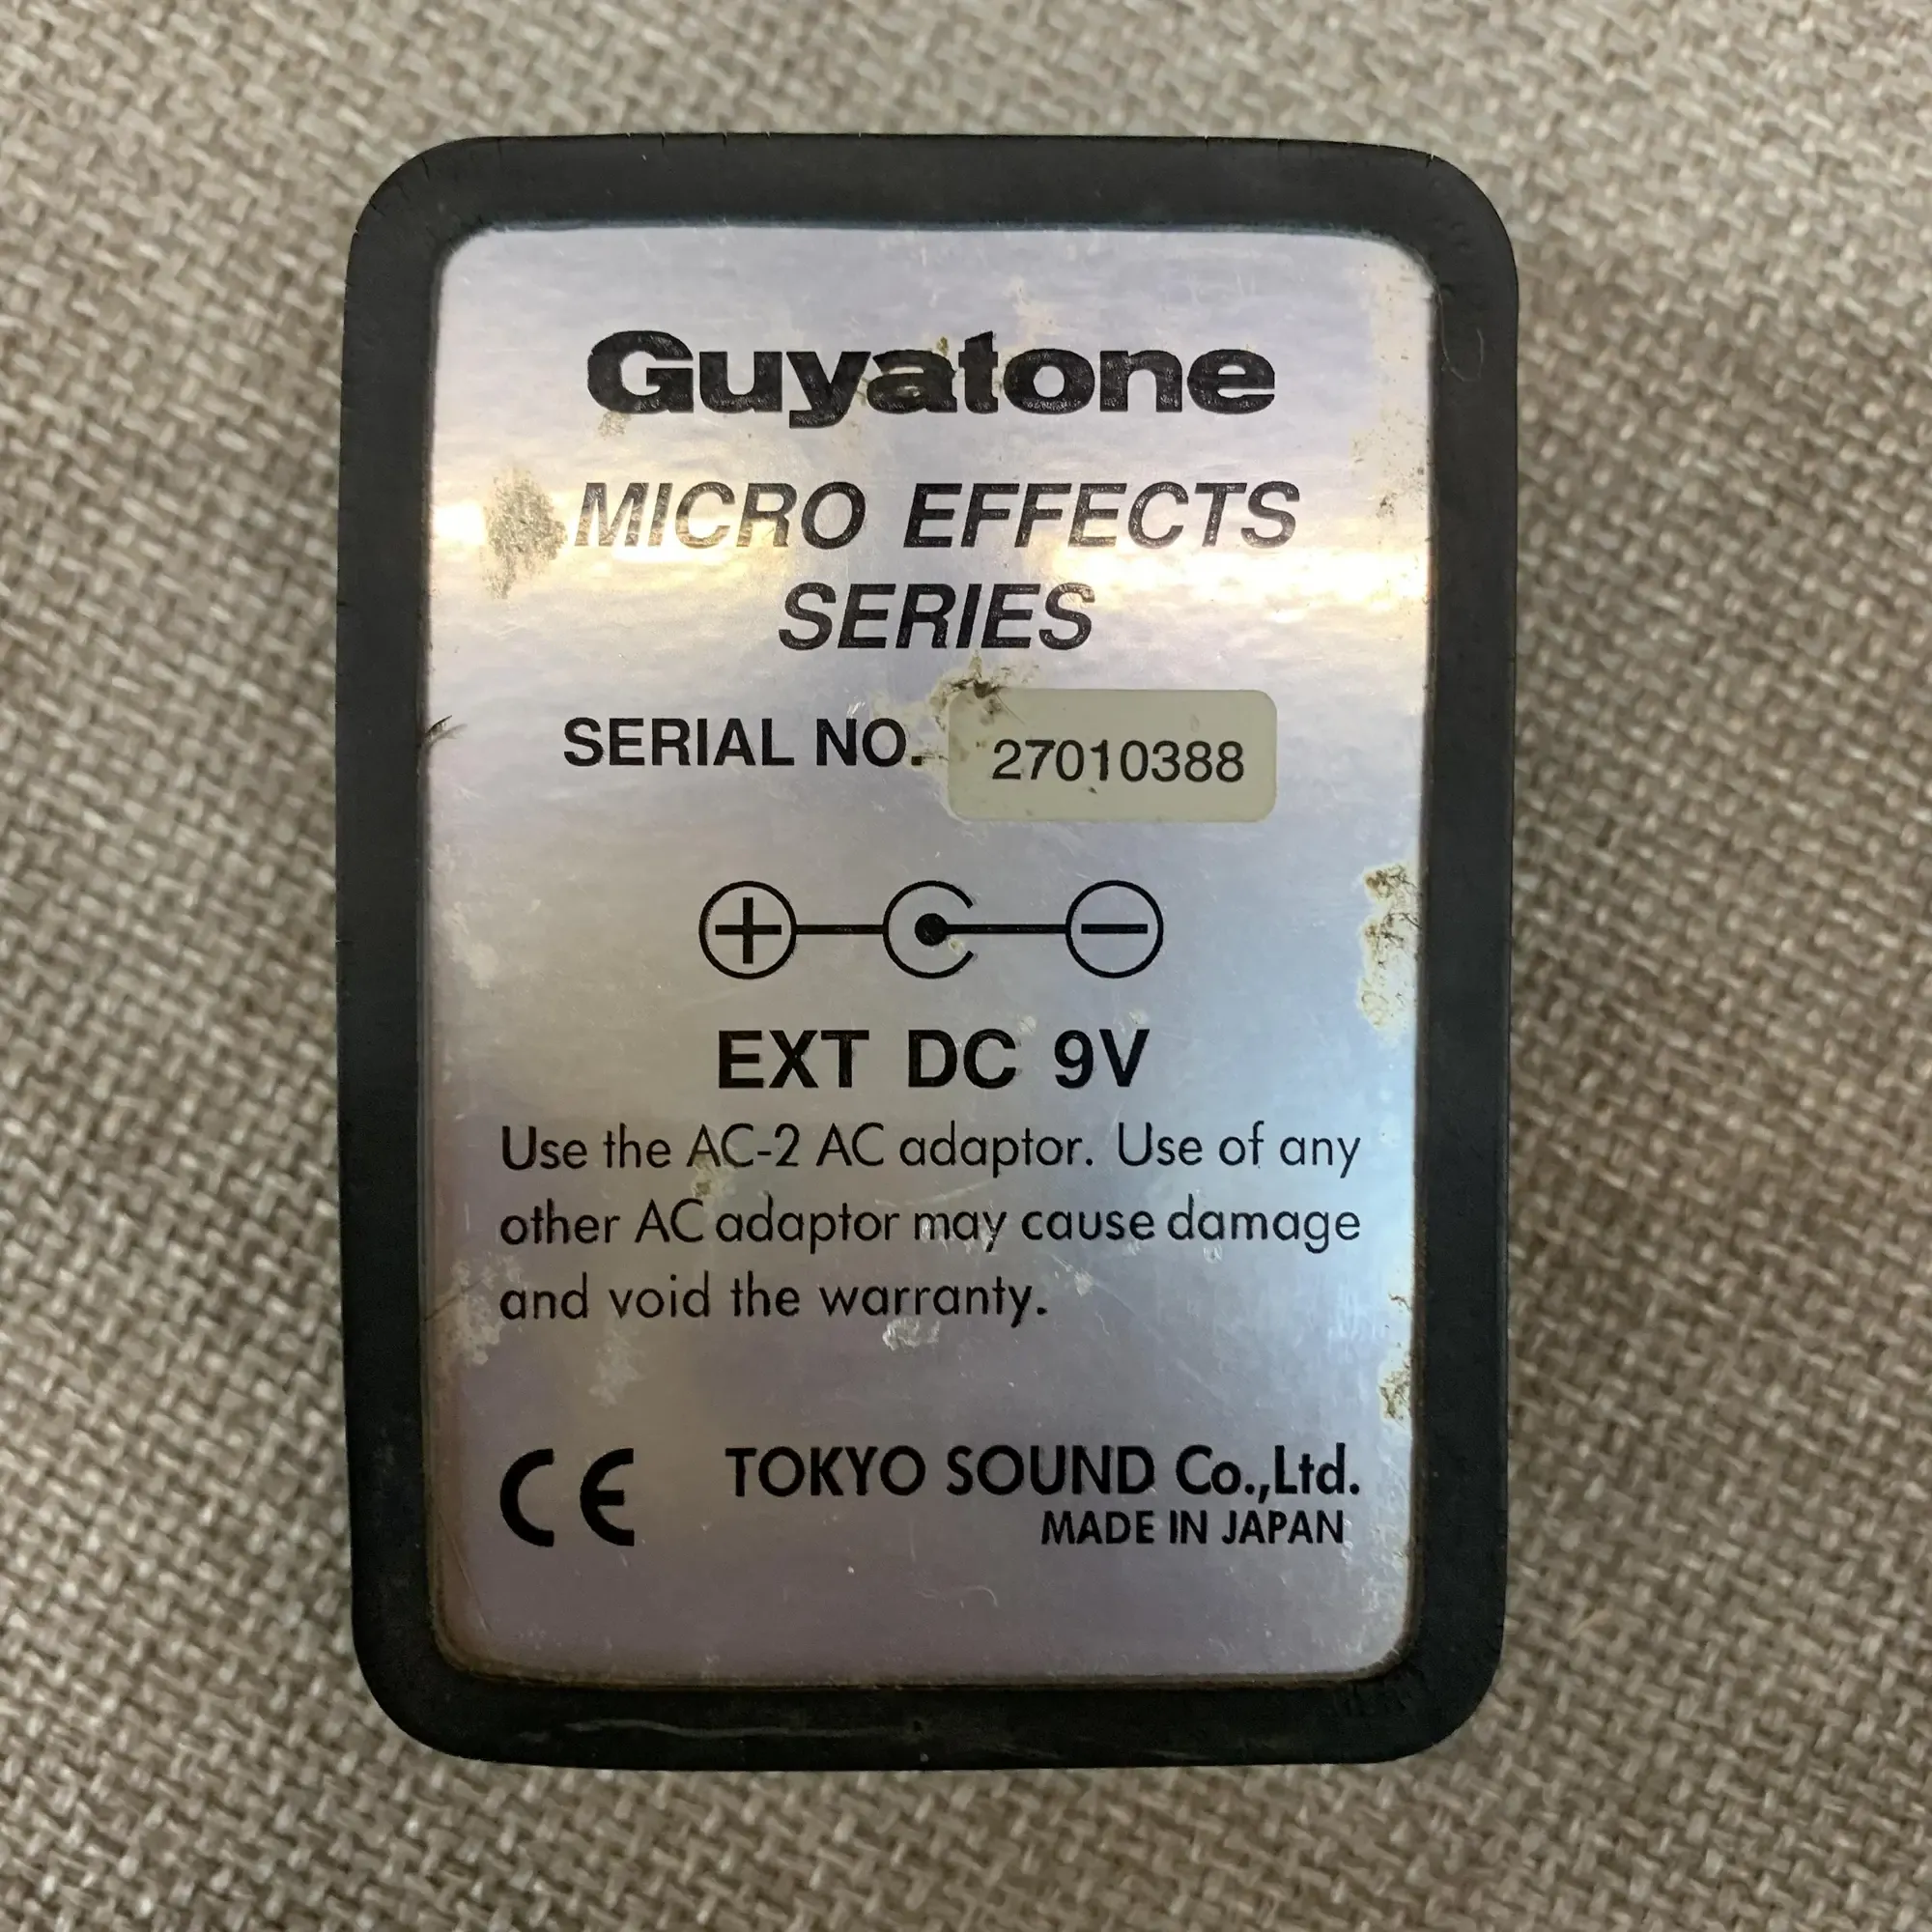 Guyatone
MICRO EFFECTS
SERIES
SERIAL NO. 27010388
EXT DC 9V
Use the AC-2 AC adaptor. Use of any
other AC adaptor may cause damage
and void the warranty.
CE TOKYO SOUND Co.,Ltd.
MADE IN JAPAN